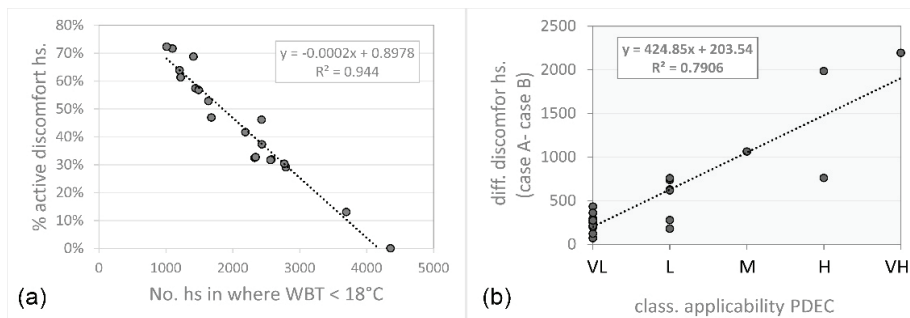 80%
70%
60%
50%
40%
30%
20%
10%
0%
% active discomfort hs.
y = -0.0002x + 0.8978
R² = 0.944
0
1000
2000
3000
4000
5000
No. hs in where WBT < 18°C
(a)
2500
2000
1500
1000
500
0
diff. discomfor hs.
(case A- case B)
y = 424.85x + 203.54
R² = 0.7906
VL
L
M
H
VH
class. applicability PDEC
(b)